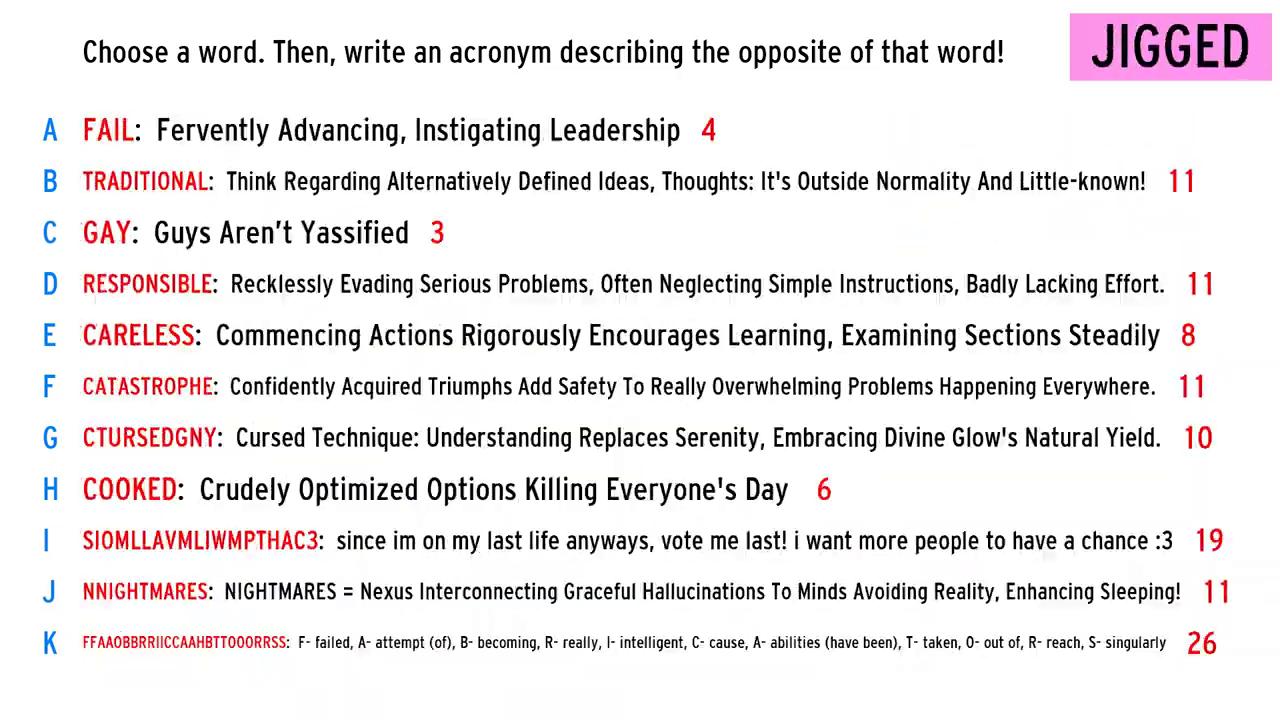 Choose a word. Then, write an acronym describing the opposite of that word!
JIGGED
A FAIL: Fervently Advancing, Instigating Leadership 4
B TRADITIONAL: Think Regarding Alternatively Defined Ideas, Thoughts: It's Outside Normality And Little-known! 11
C GAY: Guys Aren’t Yassified 3
D RESPONSIBLE: Recklessly Evading Serious Problems, Often Neglecting Simple Instructions, Badly Lacking Effort. 11
E CARELESS: Commencing Actions Rigorously Encourages Learning, Examining Sections Steadily 8
F CATASTROPHE: Confidently Acquired Triumphs Add Safety To Really Overwhelming Problems Happening Everywhere. 11
G CTURSEDGNY: Cursed Technique: Understanding Replaces Serenity, Embracing Divine Glow's Natural Yield. 10
H COOKED: Crudely Optimized Options Killing Everyone's Day 6
I SIOMLLAVMLIWMPTHAC3: since im on my last life anyways, vote me last! i want more people to have a chance :3 19
J NNIGHTMARES: NIGHTMARES = Nexus Interconnecting Graceful Hallucinations To Minds Avoiding Reality, Enhancing Sleeping! 11
K FFAAOBBRRIICCAAHBTTOOORRSS: F- failed, A- attempt (of), B- becoming, R- really, I- intelligent, C- cause, A- abilities (have been), T- taken, O- out of, R- reach, S- singularly 26